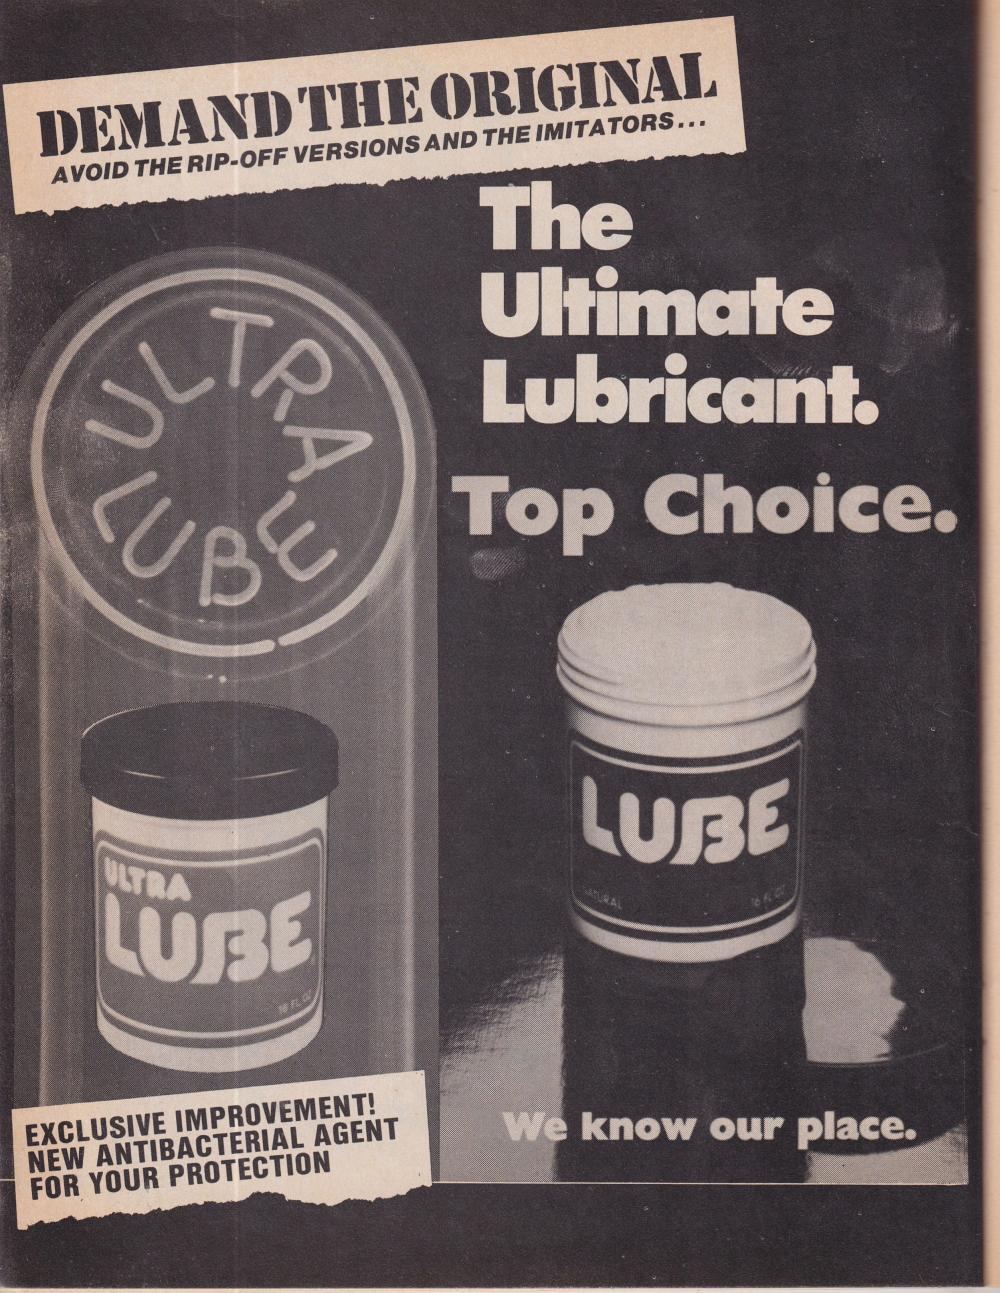 DEMAND THE ORIGINAL
AVOID THE RIP-OFF VERSIONS AND THE IMITATORS...
The
Ultimate
Lubricant.
Top Choice.
ULTRA
LUBE
ULTRA
LUBE
16 FL OZ
LUBE
NATURAL
16 FL OZ
EXCLUSIVE IMPROVEMENT!
NEW ANTIBACTERIAL AGENT
FOR YOUR PROTECTION
We know our place.